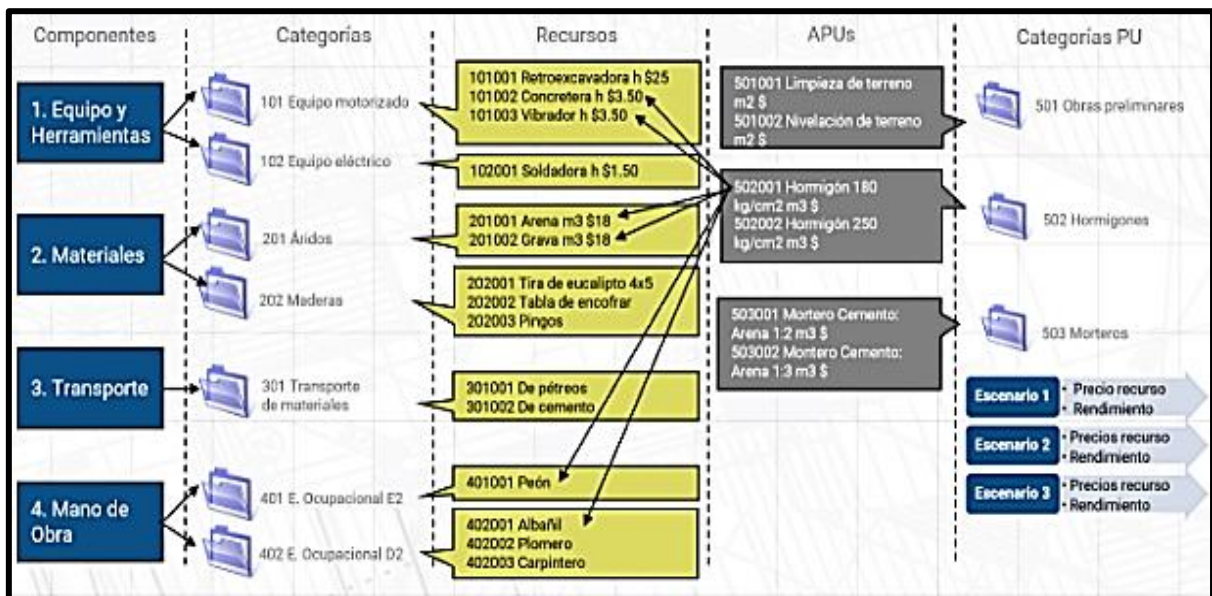 Componentes
Categorías
Recursos
APUs
Categorías PU
1. Equipo y
Herramientas
101 Equipo motorizado
102 Equipo eléctrico
101001 Retroexcavadora h $25
101002 Concretera h $3.50
101003 Vibrador h $3.50
102001 Soldadora h $1.50
501001 Limpieza de terreno
m2 $
501002 Nivelación de terreno
m2 $
501 Obras preliminares
2. Materiales
201 Áridos
202 Maderas
201001 Arena m3 $18
201002 Grava m3 $18
202001 Tira de eucalipto 4x5
202002 Tabla de encofrar
202003 Pingos
502001 Hormigón 180
kg/cm2 m3 $
502002 Hormigón 250
kg/cm2 m3 $
502 Hormigones
503001 Mortero Cemento:
Arena 1:2 m3 $
503002 Montero Cemento:
Arena 1:3 m3 $
503 Morteros
3. Transporte
301 Transporte
de materiales
301001 De pétreos
301002 De cemento
4. Mano de
Obra
401 E. Ocupacional E2
402 E. Ocupacional D2
401001 Peón
402001 Albañil
402002 Plomero
402003 Carpintero
Escenario 1
• Precio recurso
• Rendimiento
Escenario 2
• Precios recurso
• Rendimiento
Escenario 3
• Precios recurso
• Rendimiento